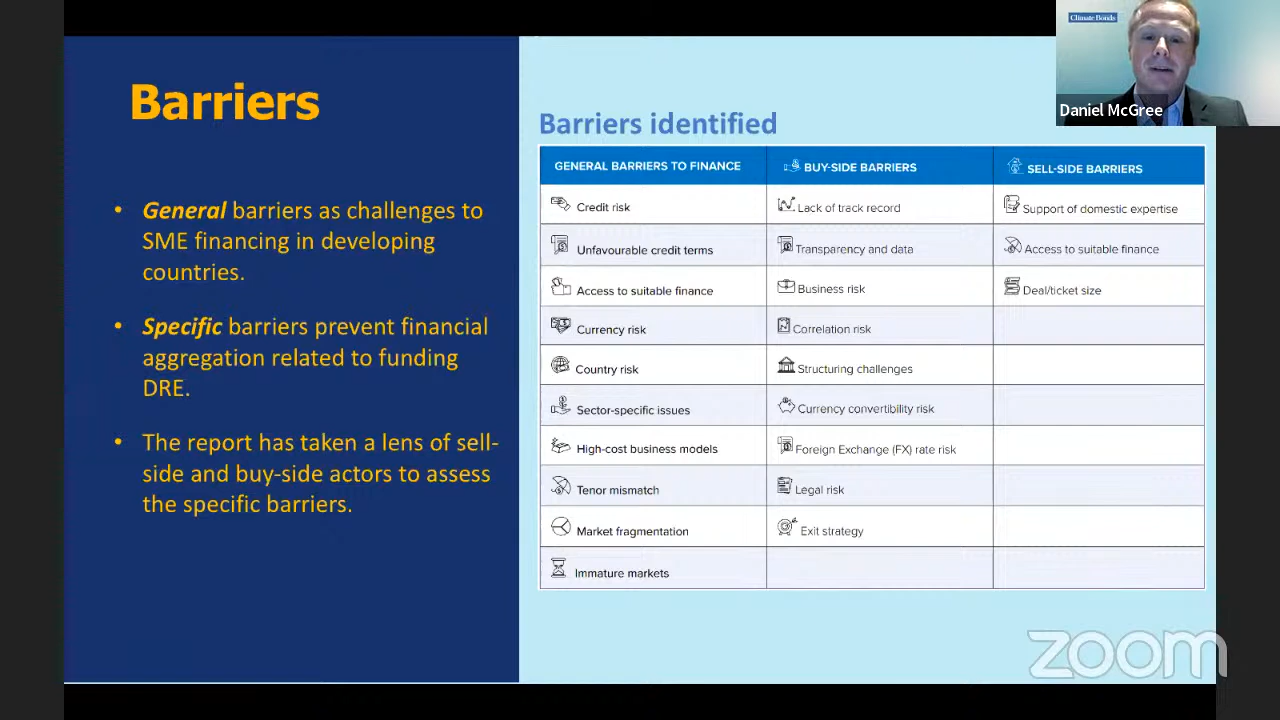 Barriers
• General barriers as challenges to
SME financing in developing
countries.
• Specific barriers prevent financial
aggregation related to funding
DRE.
• The report has taken a lens of sell-
side and buy-side actors to assess
the specific barriers.
Climate Bonds
Daniel McGree
Barriers identified
GENERAL BARRIERS TO FINANCE BUY-SIDE BARRIERS SELL-SIDE BARRIERS
Credit risk Lack of track record Support of domestic expertise
Unfavourable credit terms Transparency and data Access to suitable finance
Access to suitable finance Business risk Deal/ticket size
Currency risk Correlation risk
Country risk Structuring challenges
Sector-specific issues Currency convertibility risk
High-cost business models Foreign Exchange (FX) rate risk
Tenor mismatch Legal risk
Market fragmentation Exit strategy
Immature markets
zoom